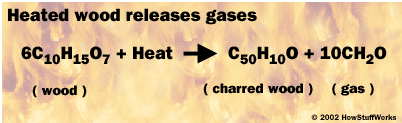 Heated wood releases gases
6C₁₀H₁₅O₇ + Heat → C₅₀H₁₀O + 10CH₂O
( wood ) ( charred wood ) ( gas )
© 2002 HowStuffWorks